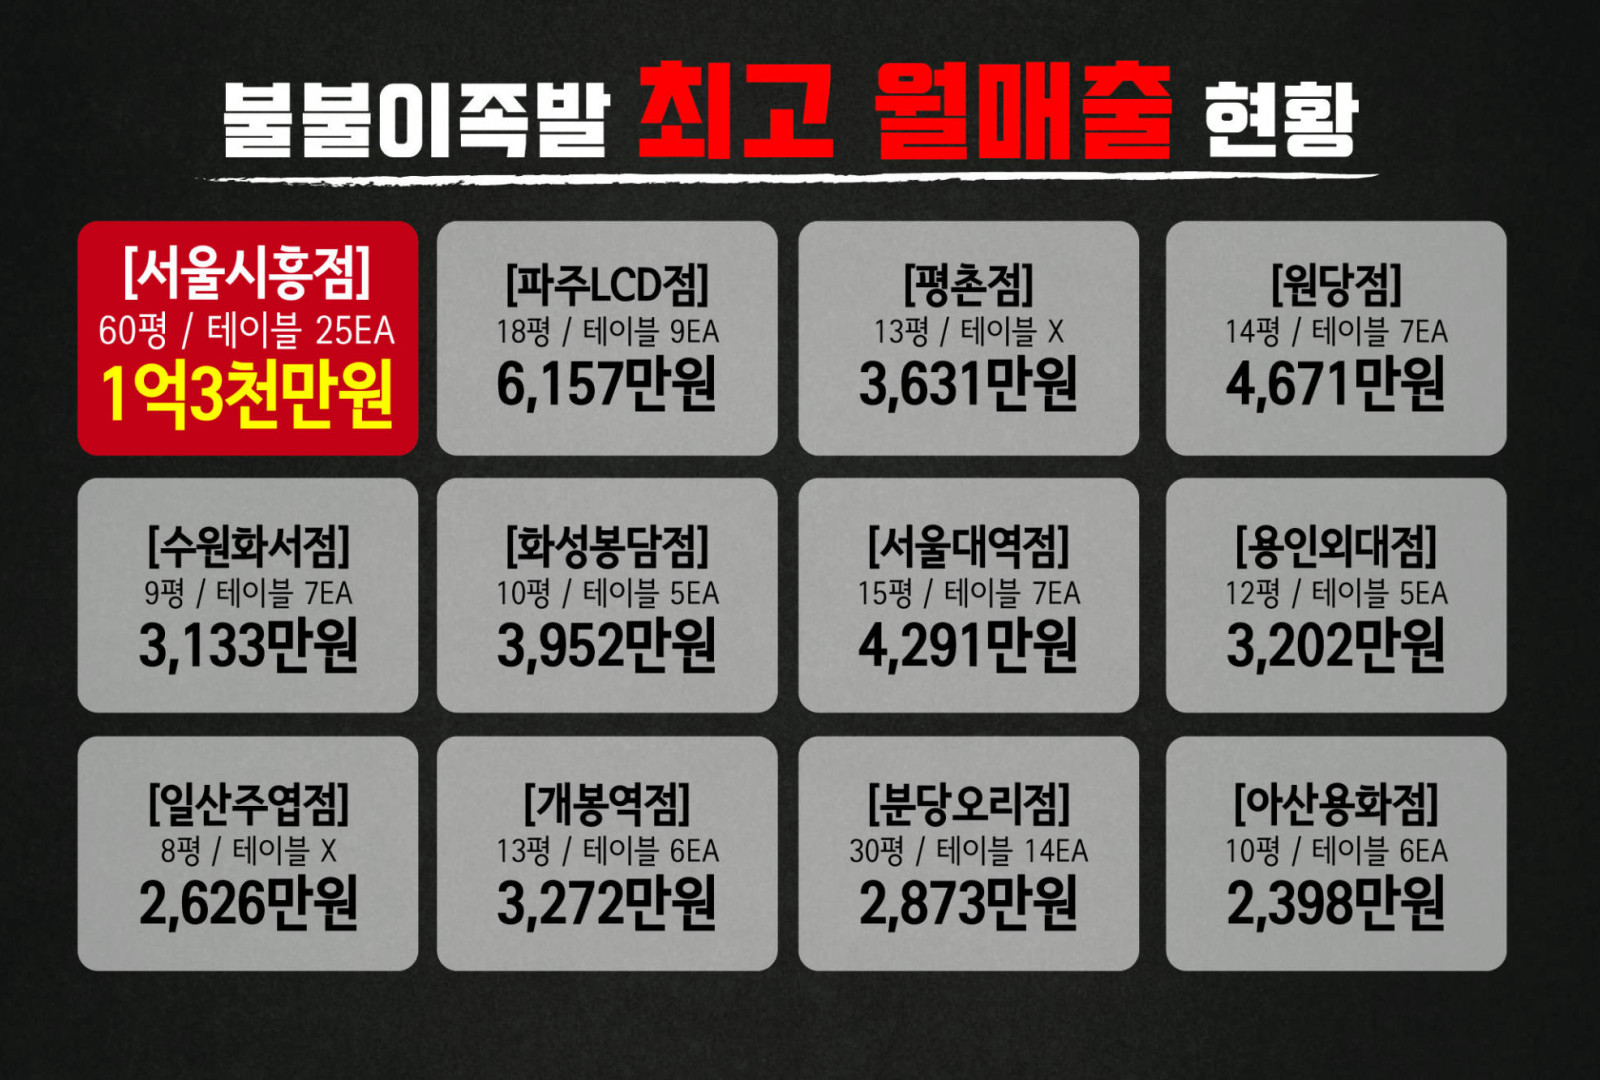 불불이족발 최고 월매출 현황
[서울시흥점]
60평 / 테이블 25EA
1억3천만원
[파주LCD점]
18평 / 테이블 9EA
6,157만원
[평촌점]
13평 / 테이블 X
3,631만원
[원당점]
14평 / 테이블 7EA
4,671만원
[수원화서점]
9평 / 테이블 7EA
3,133만원
[화성봉담점]
10평 / 테이블 5EA
3,952만원
[서울대역점]
15평 / 테이블 7EA
4,291만원
[용인외대점]
12평 / 테이블 5EA
3,202만원
[일산주엽점]
8평 / 테이블 X
2,626만원
[개봉역점]
13평 / 테이블 6EA
3,272만원
[분당오리점]
30평 / 테이블 14EA
2,873만원
[아산용화점]
10평 / 테이블 6EA
2,398만원